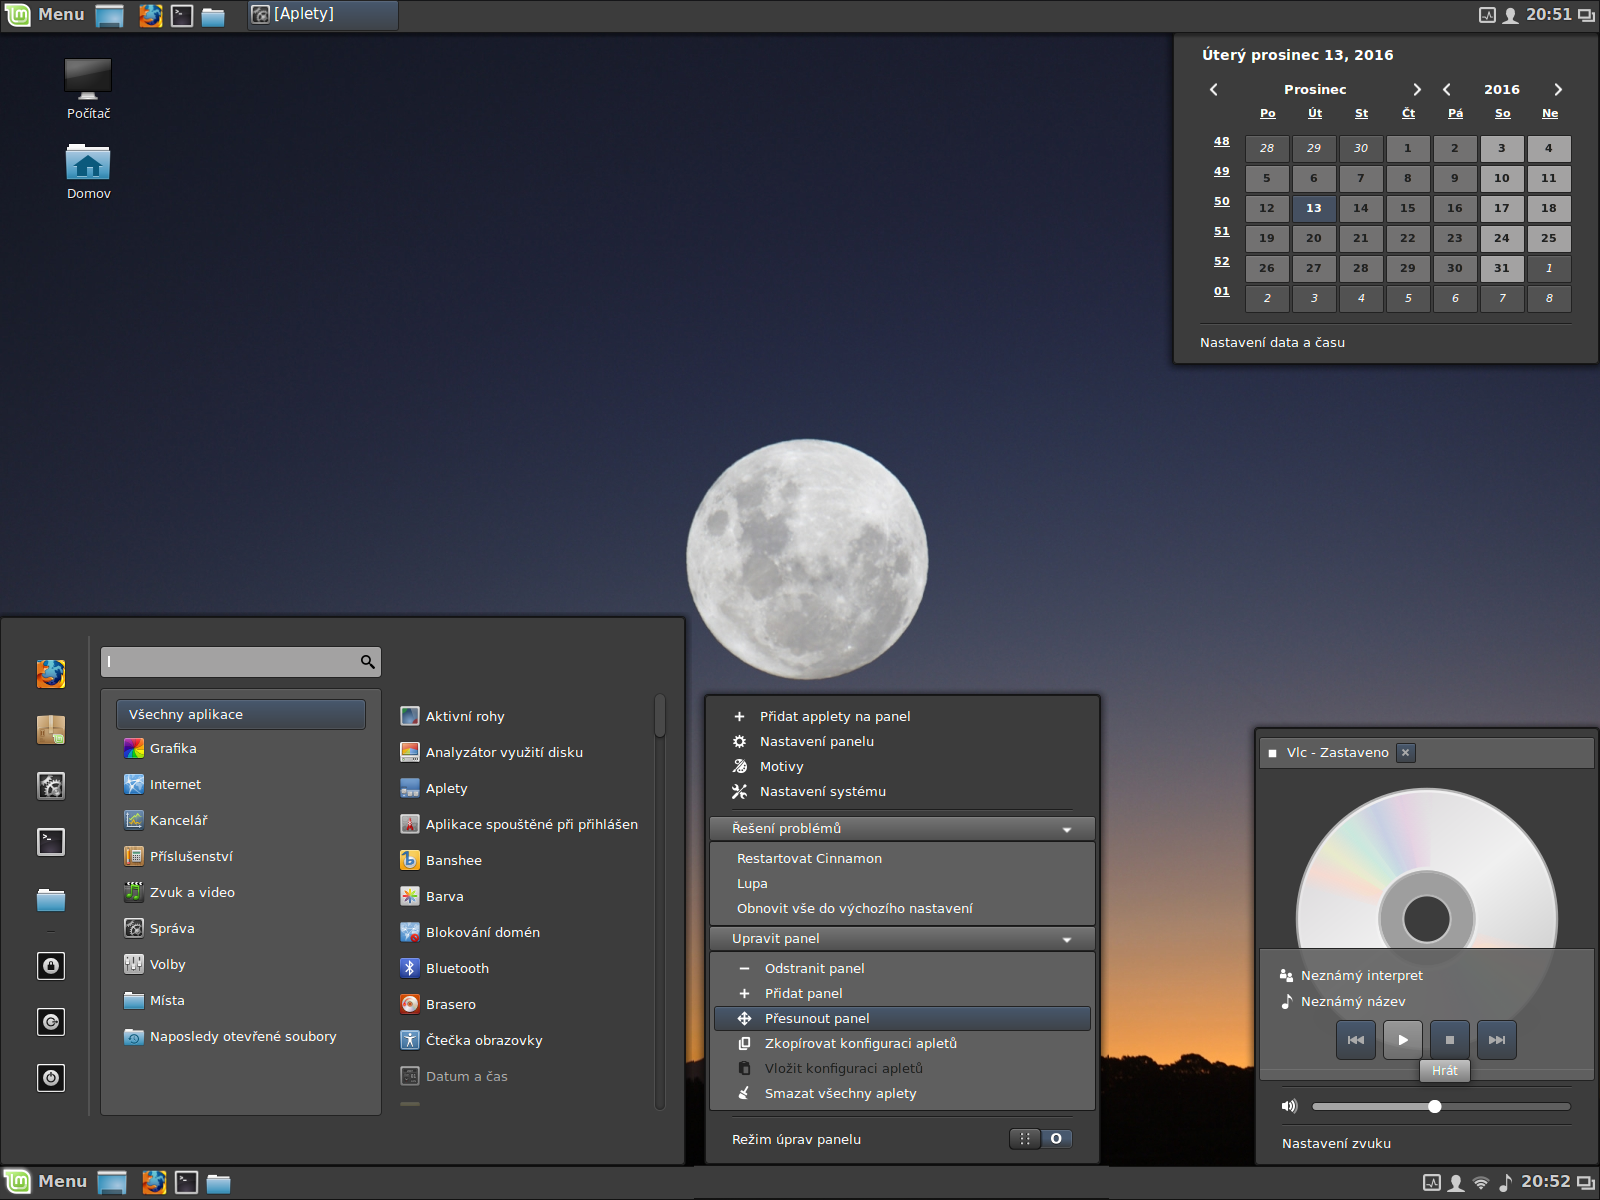 Menu
[Aplety]
20:51
Počítač
Domov
Úterý prosinec 13, 2016
Prosinec 2016
Po Út St Čt Pá So Ne
48 28 29 30 1 2 3 4
49 5 6 7 8 9 10 11
50 12 13 14 15 16 17 18
51 19 20 21 22 23 24 25
52 26 27 28 29 30 31 1
01 2 3 4 5 6 7 8
Nastavení data a času
Všechny aplikace
Grafika
Internet
Kancelář
Příslušenství
Zvuk a video
Správa
Volby
Místa
Naposledy otevřené soubory
Aktivní rohy
Analyzátor využití disku
Aplety
Aplikace spouštěné při přihlášen
Banshee
Barva
Blokování domén
Bluetooth
Brasero
Čtečka obrazovky
Datum a čas
Přidat applety na panel
Nastavení panelu
Motivy
Nastavení systému
Řešení problémů
Restartovat Cinnamon
Lupa
Obnovit vše do výchozího nastavení
Upravit panel
Odstranit panel
Přidat panel
Přesunout panel
Zkopírovat konfiguraci apletů
Vložit konfiguraci apletů
Smazat všechny aplety
Režim úprav panelu
Vlc - Zastaveno
Neznámý interpret
Neznámý název
Hrát
Nastavení zvuku
Menu
20:52